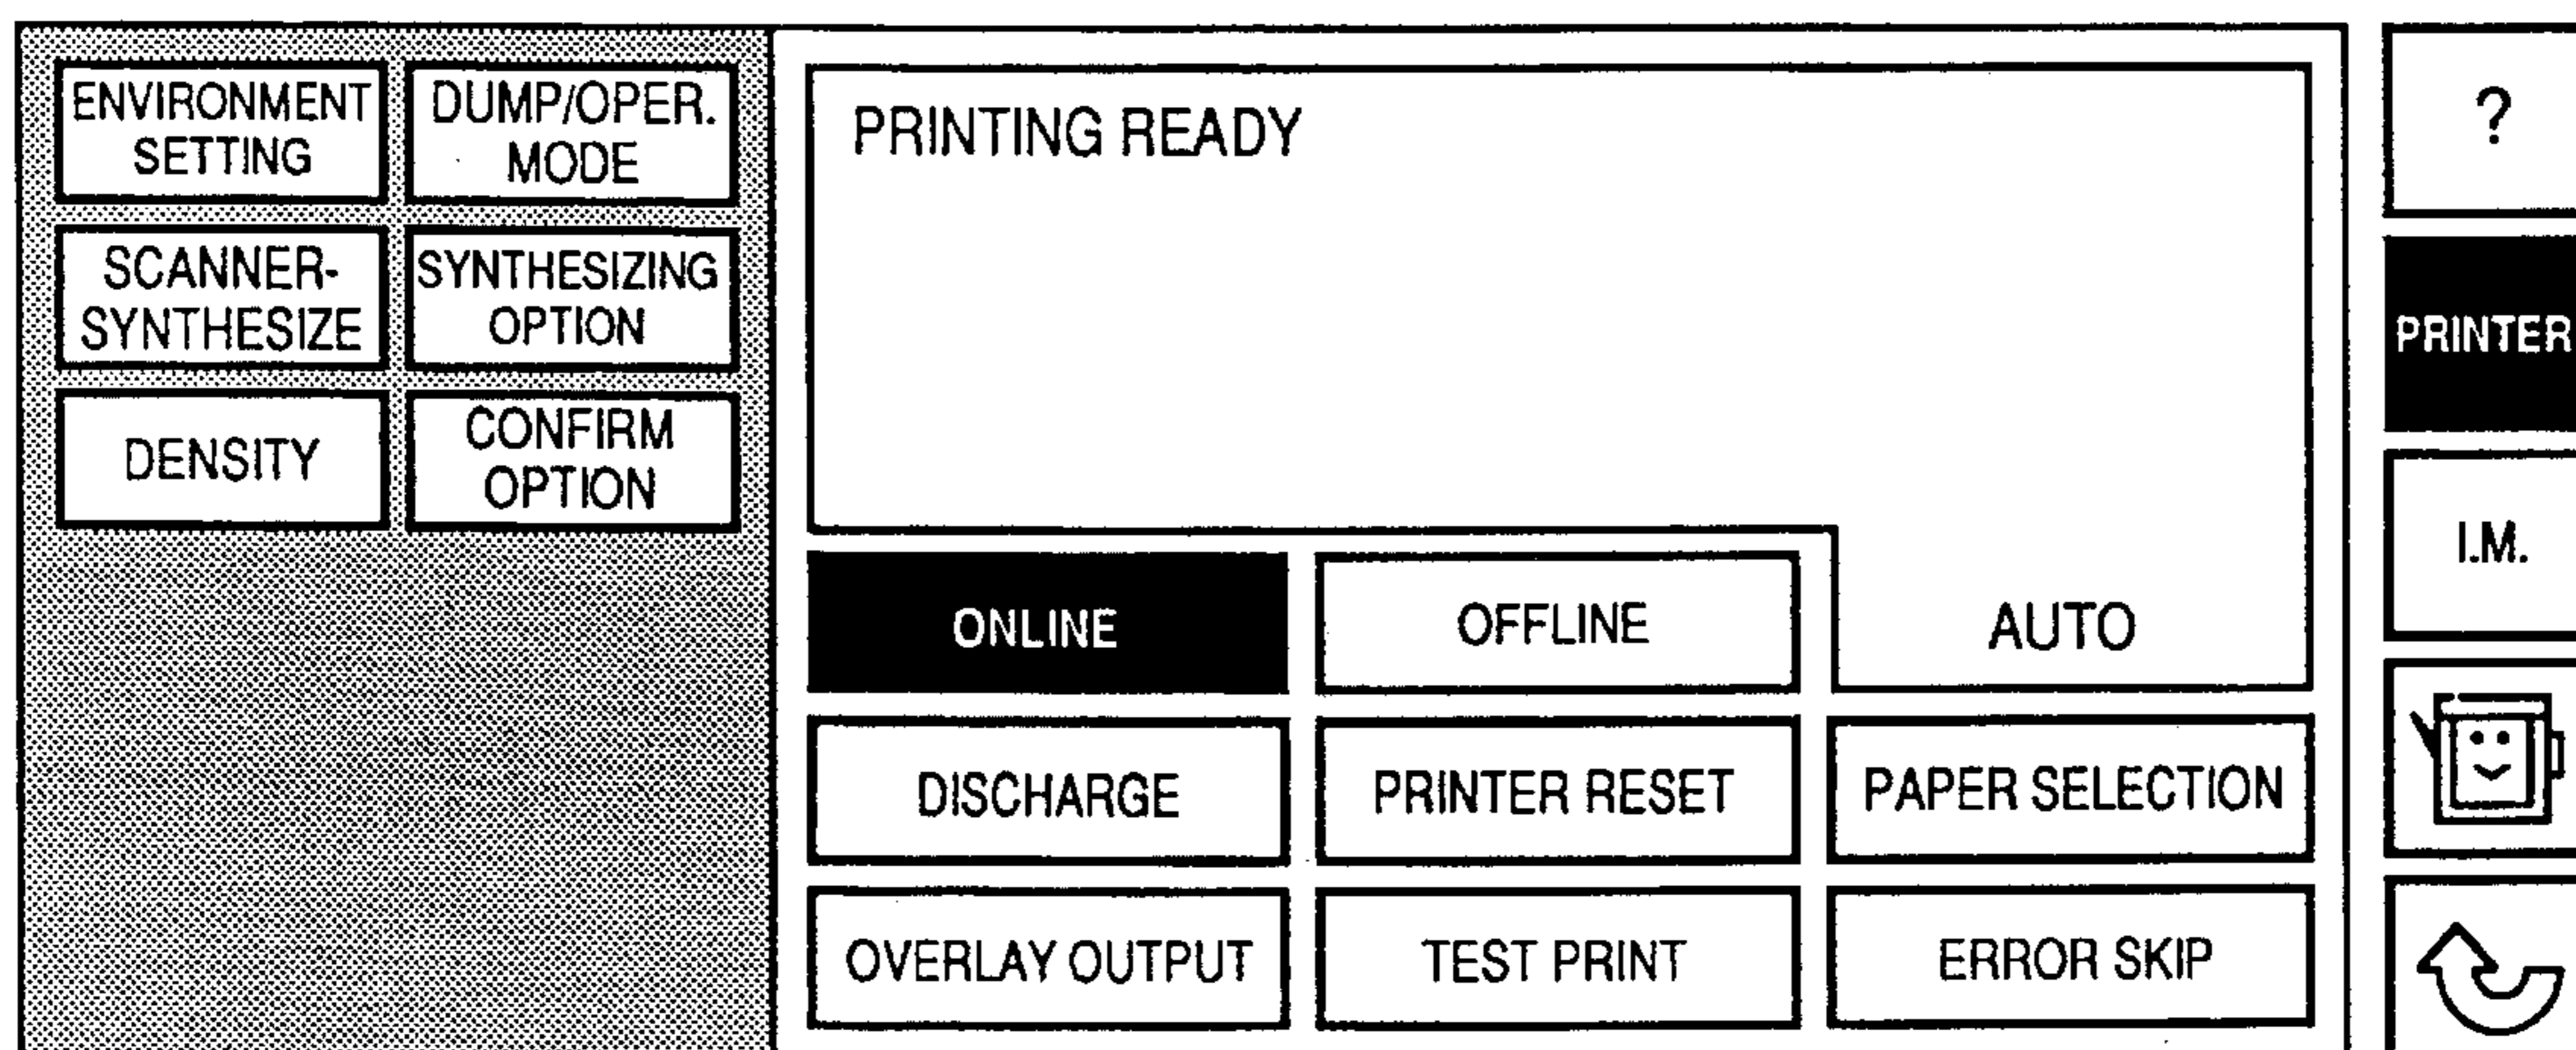 ENVIRONMENT
SETTING
DUMP/OPER.
MODE
SCANNER-
SYNTHESIZE
SYNTHESIZING
OPTION
DENSITY
CONFIRM
OPTION
PRINTING READY
ONLINE
OFFLINE
AUTO
DISCHARGE
PRINTER RESET
PAPER SELECTION
OVERLAY OUTPUT
TEST PRINT
ERROR SKIP
?
PRINTER
I.M.